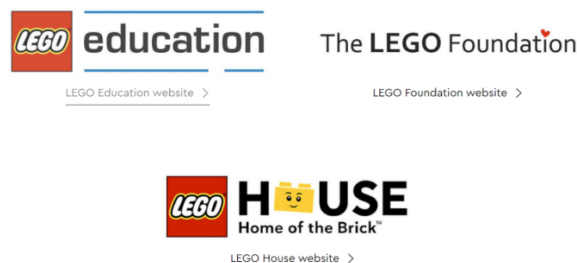 LEGO education
The LEGO Foundation
LEGO Education website >
LEGO Foundation website >
LEGO HOUSE
Home of the Brick™
LEGO House website >